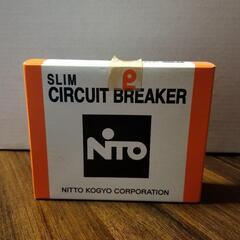 SLIM
CIRCUIT BREAKER
NiTO
NITTO KOGYO CORPORATION